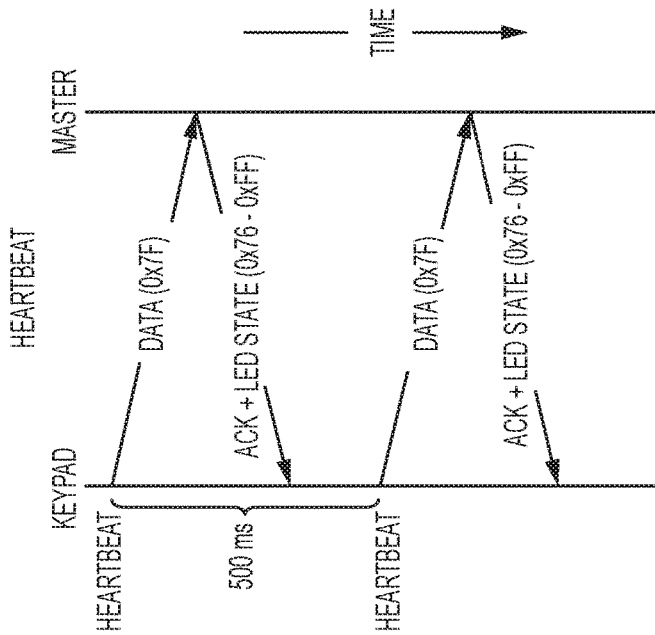 HEARTBEAT
KEYPAD
MASTER
HEARTBEAT
DATA (0x7F)
500 ms
ACK + LED STATE (0x76 - 0xFF)
TIME
HEARTBEAT
DATA (0x7F)
ACK + LED STATE (0x76 - 0xFF)